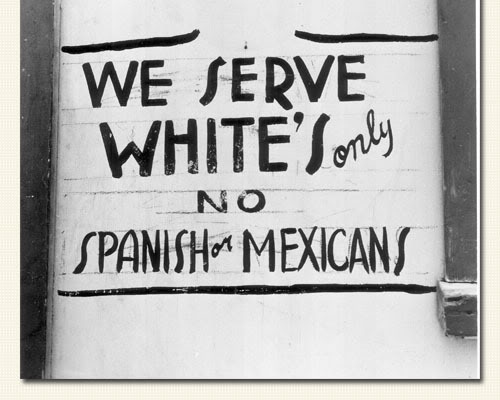 WE SERVE
WHITE'S only
NO
SPANISH or MEXICANS